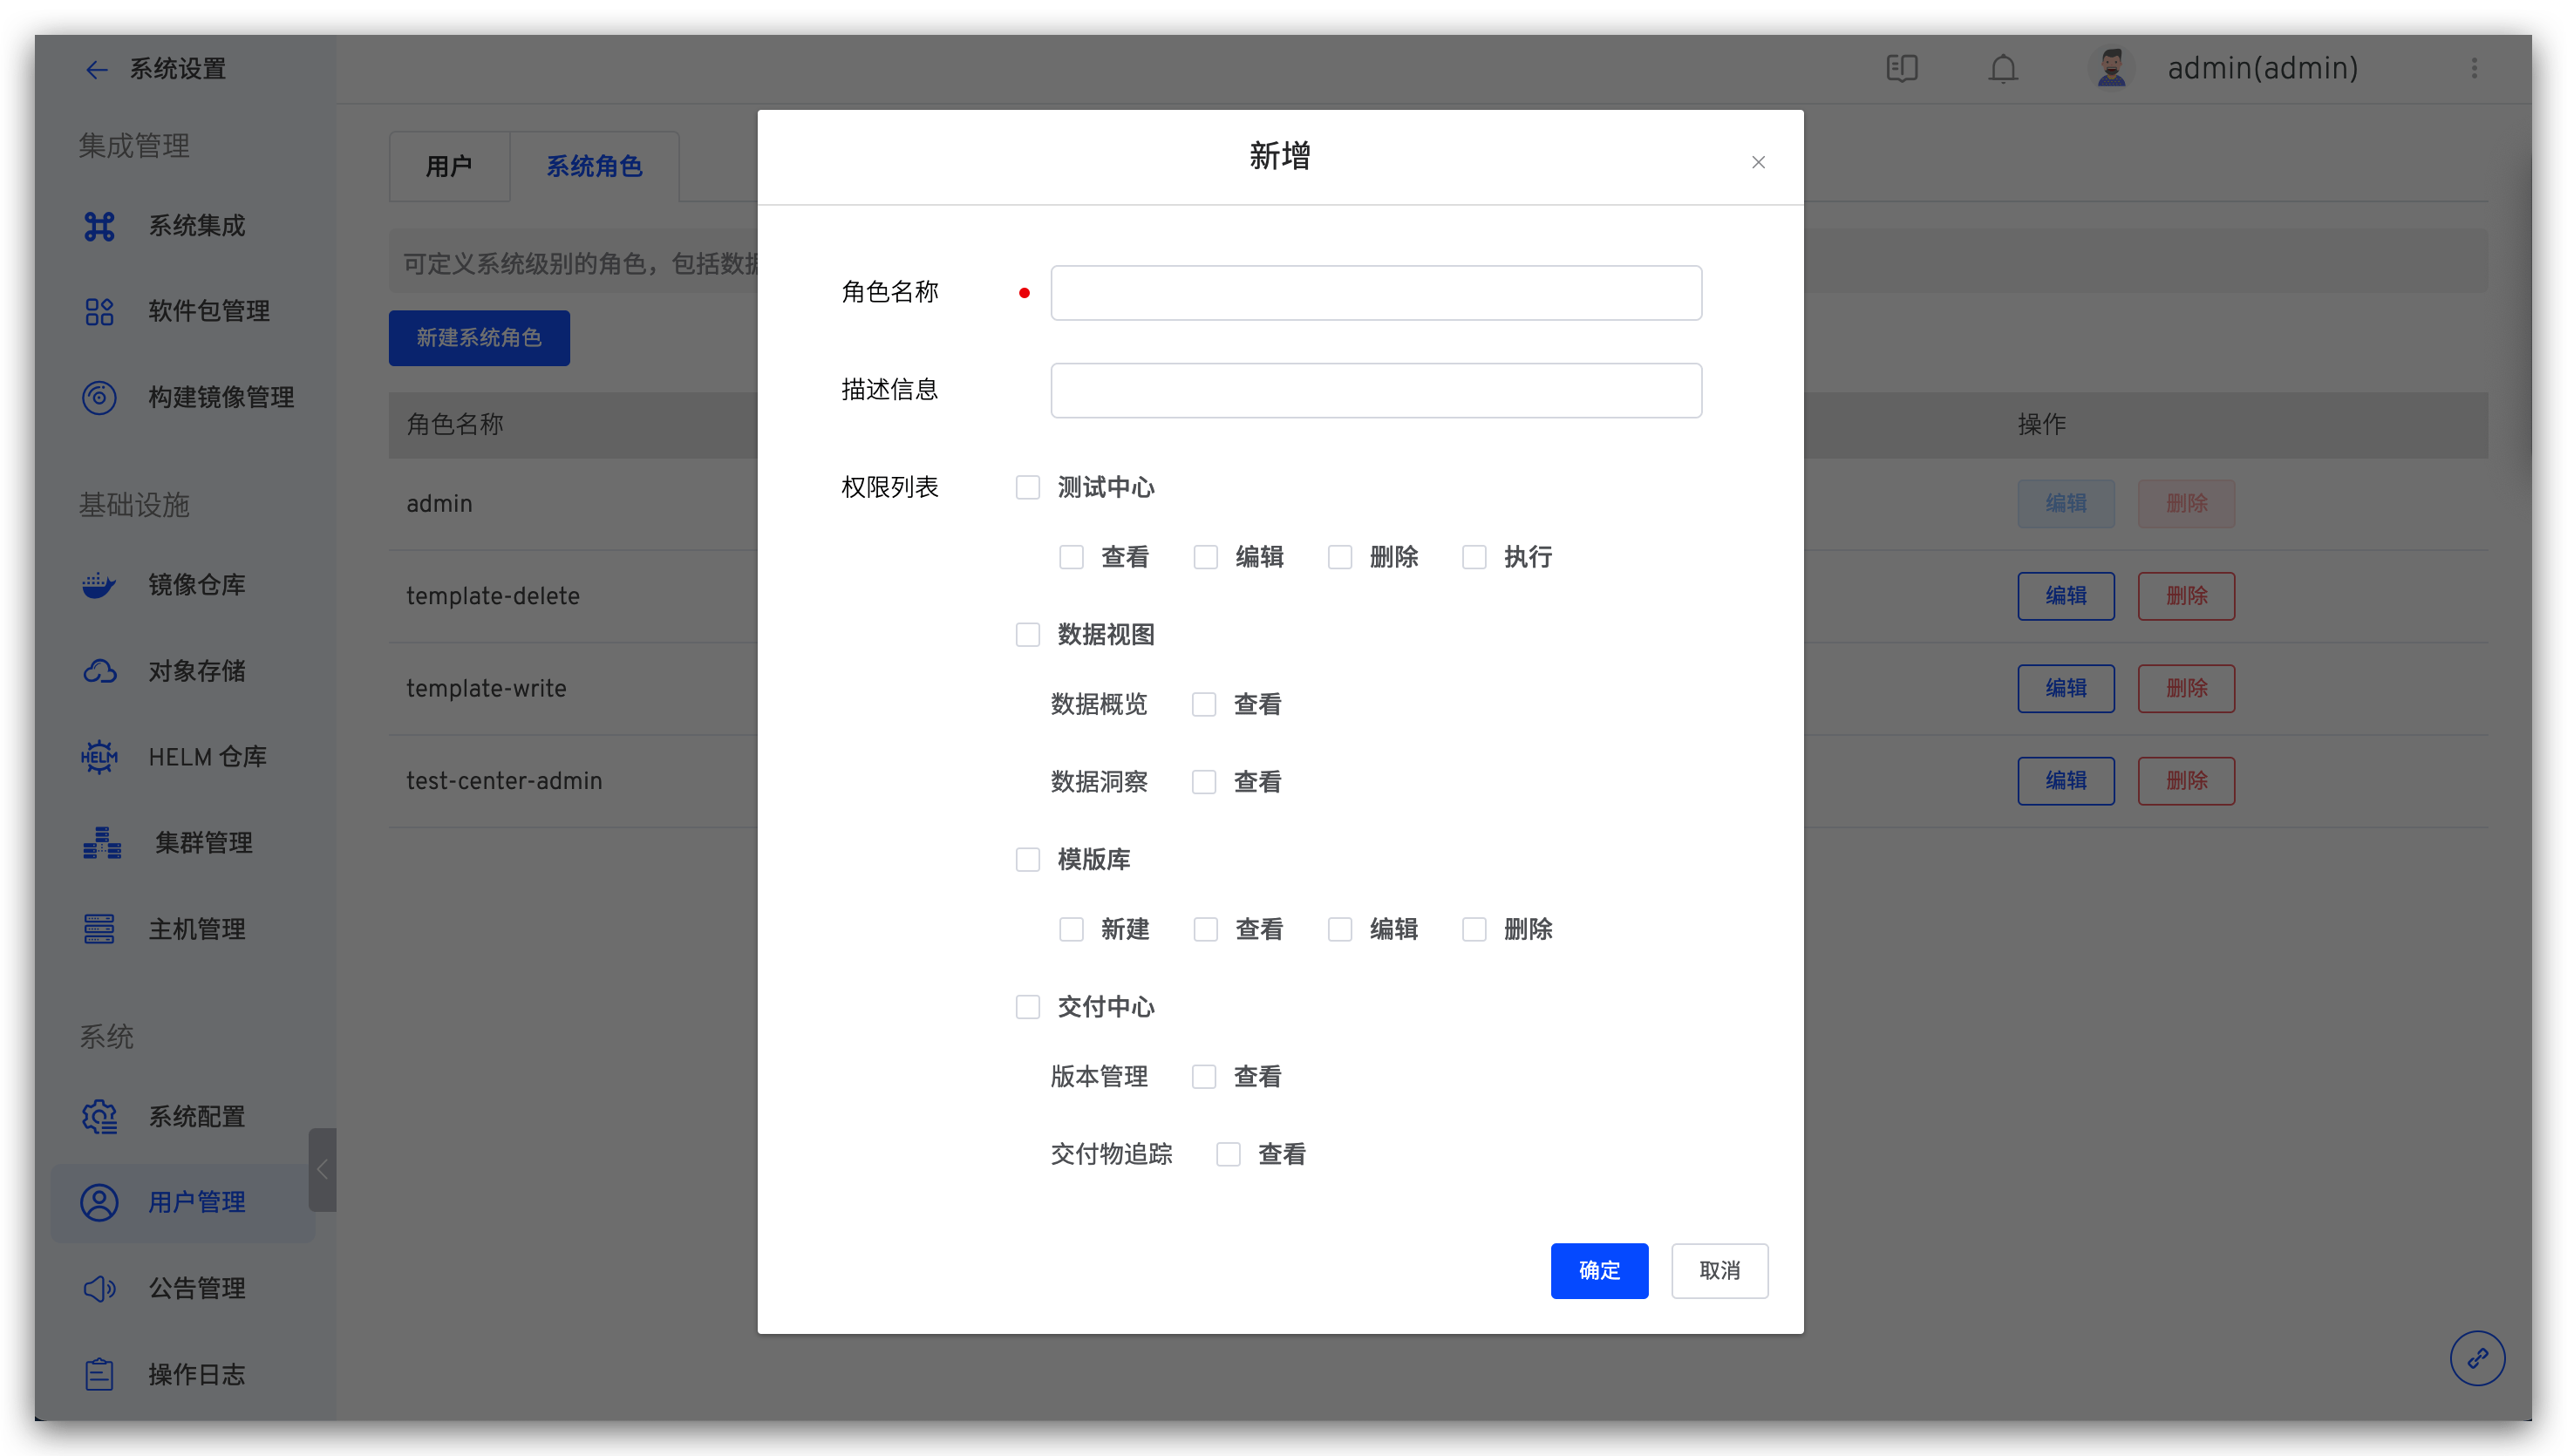 系统设置
admin(admin)
集成管理
系统集成
软件包管理
构建镜像管理
基础设施
镜像仓库
对象存储
HELM
HELM 仓库
集群管理
主机管理
系统
系统配置
用户管理
公告管理
操作日志
用户
系统角色
可定义系统级别的角色，包括数据
新建系统角色
角色名称
操作
admin
编辑 删除
template-delete
编辑 删除
template-write
编辑 删除
test-center-admin
编辑 删除
新增
角色名称
描述信息
权限列表
测试中心
查看 编辑 删除 执行
数据视图
数据概览 查看
数据洞察 查看
模版库
新建 查看 编辑 删除
交付中心
版本管理 查看
交付物追踪 查看
确定 取消